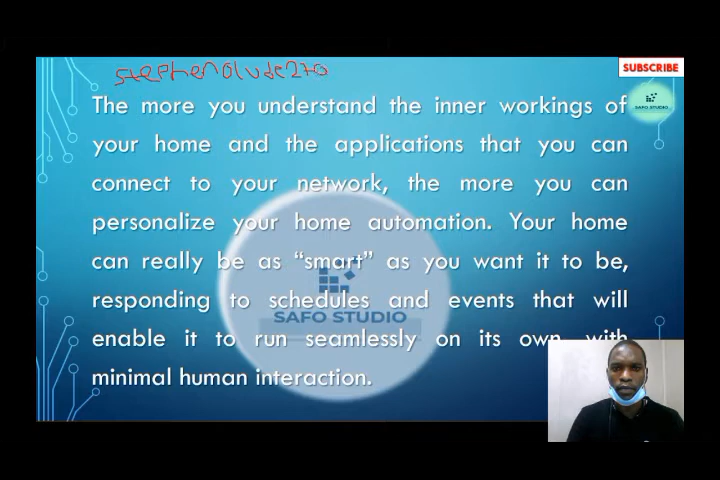 SUBSCRIBE
The more you understand the inner workings of
SAFO STUDIO
your home and the applications that you can
connect to your network, the more you can
personalize your home automation. Your home
can really be as “smart” as you want it to be,
responding to schedules and events that will
SAFO STUDIO
enable it to run seamlessly on its own, with
minimal human interaction.